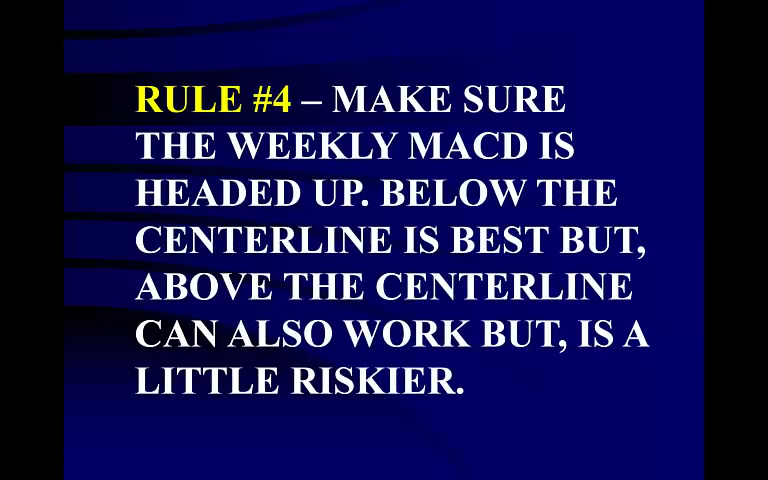 RULE #4 – MAKE SURE
THE WEEKLY MACD IS
HEADED UP. BELOW THE
CENTERLINE IS BEST BUT,
ABOVE THE CENTERLINE
CAN ALSO WORK BUT, IS A
LITTLE RISKIER.